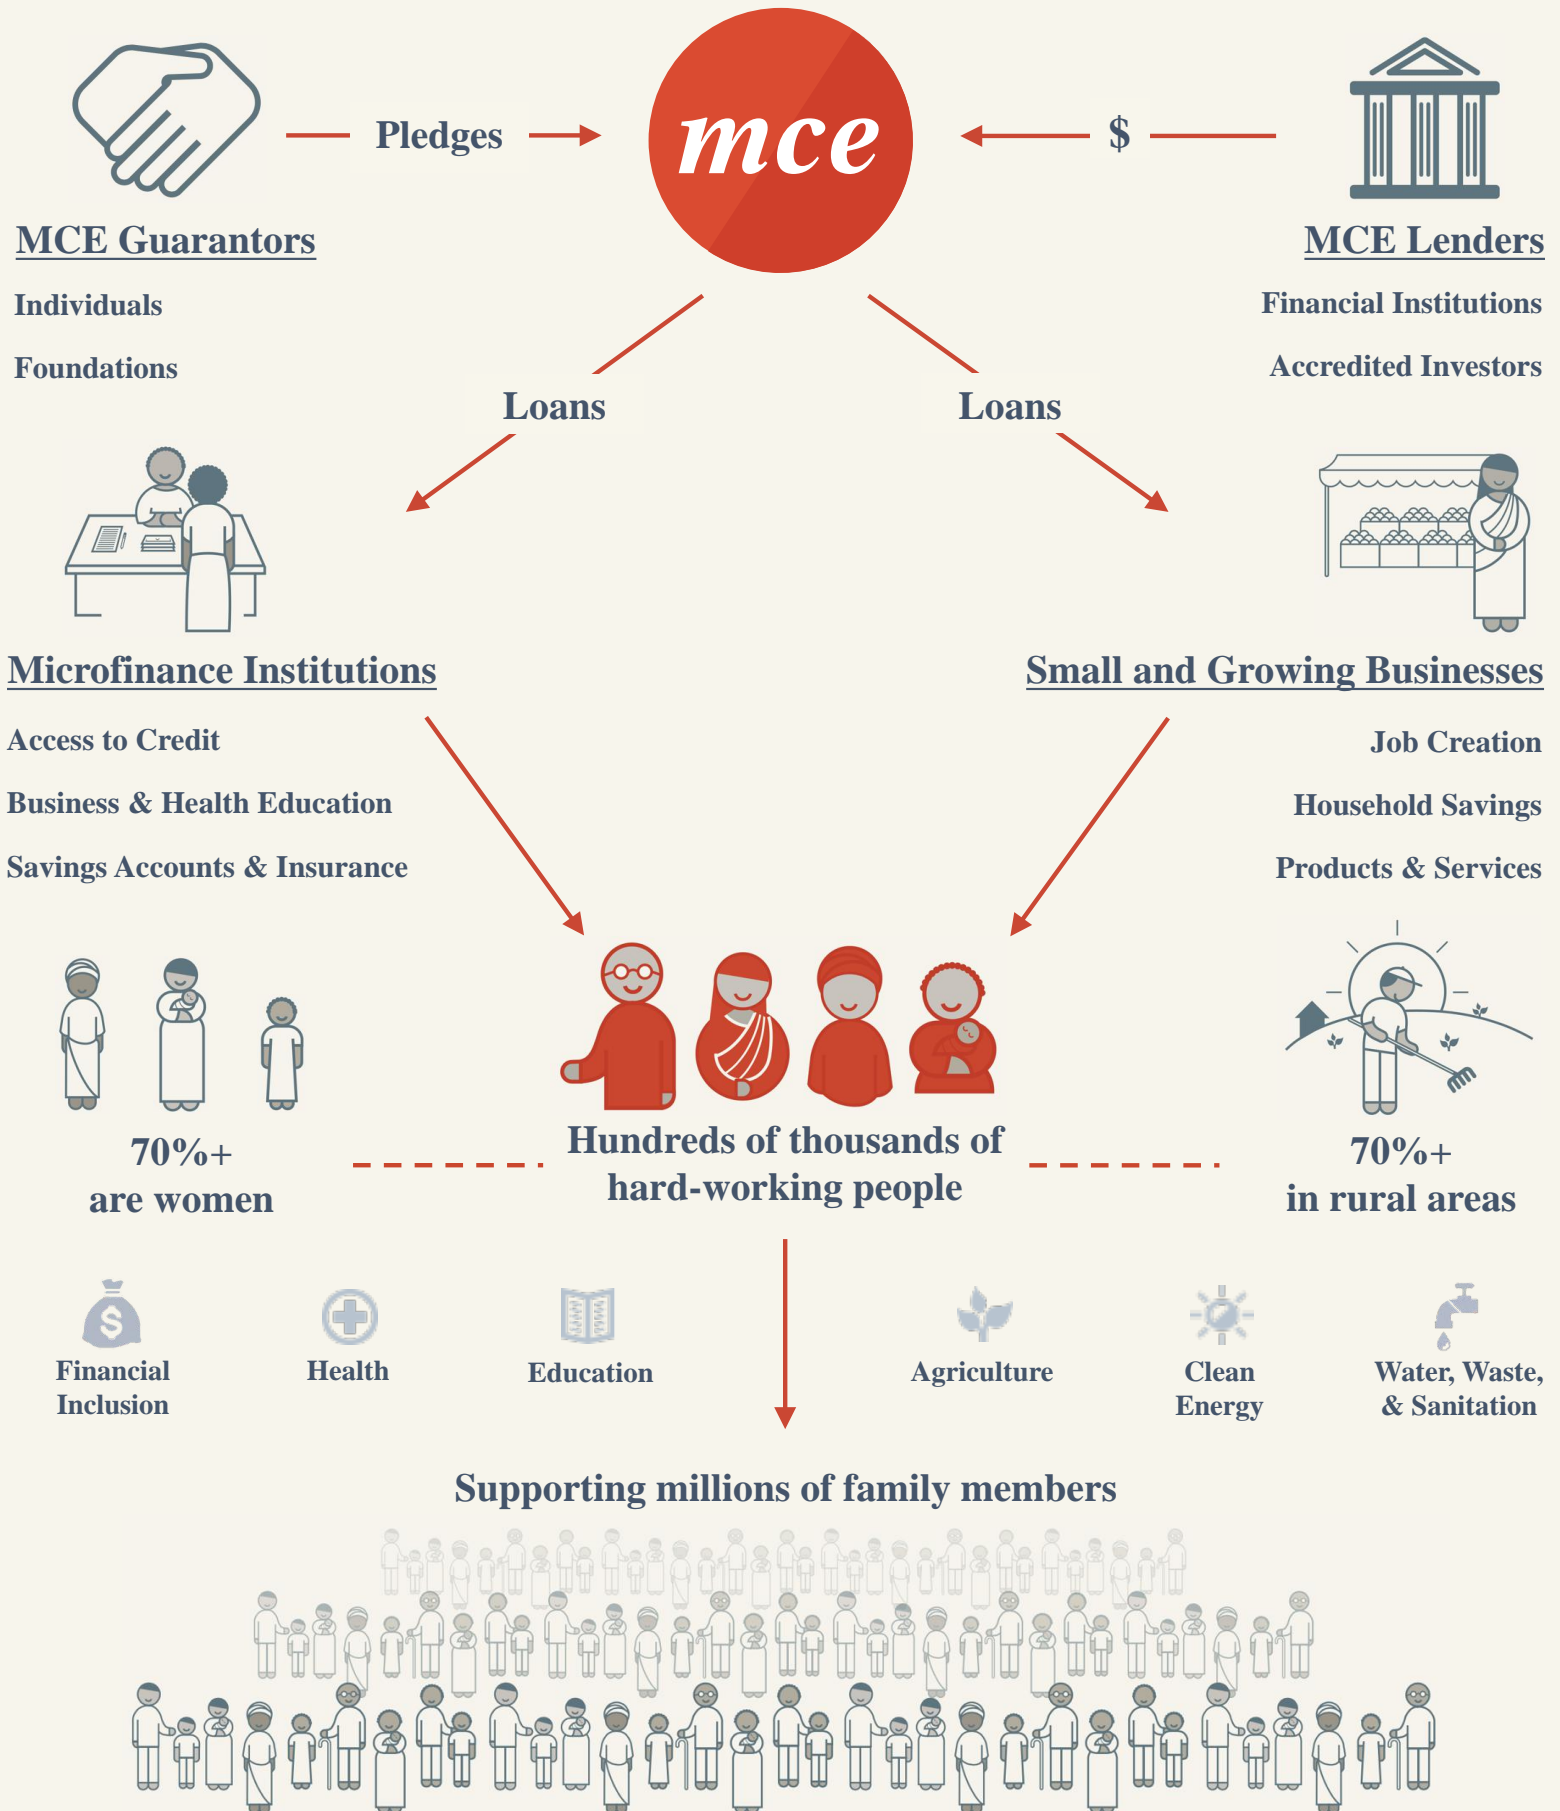 mce
Pledges
$
MCE Guarantors
Individuals
Foundations
MCE Lenders
Financial Institutions
Accredited Investors
Loans
Loans
Microfinance Institutions
Access to Credit
Business & Health Education
Savings Accounts & Insurance
Small and Growing Businesses
Job Creation
Household Savings
Products & Services
70%+
are women
Hundreds of thousands of
hard-working people
70%+
in rural areas
$
Financial
Inclusion
Health
Education
Agriculture
Clean
Energy
Water, Waste,
& Sanitation
Supporting millions of family members